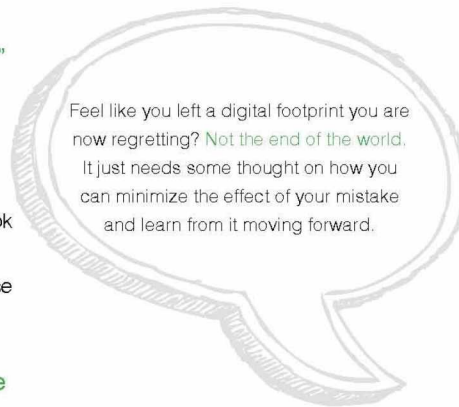 ”
Feel like you left a digital footprint you are
now regretting? Not the end of the world.
It just needs some thought on how you
can minimize the effect of your mistake
and learn from it moving forward.